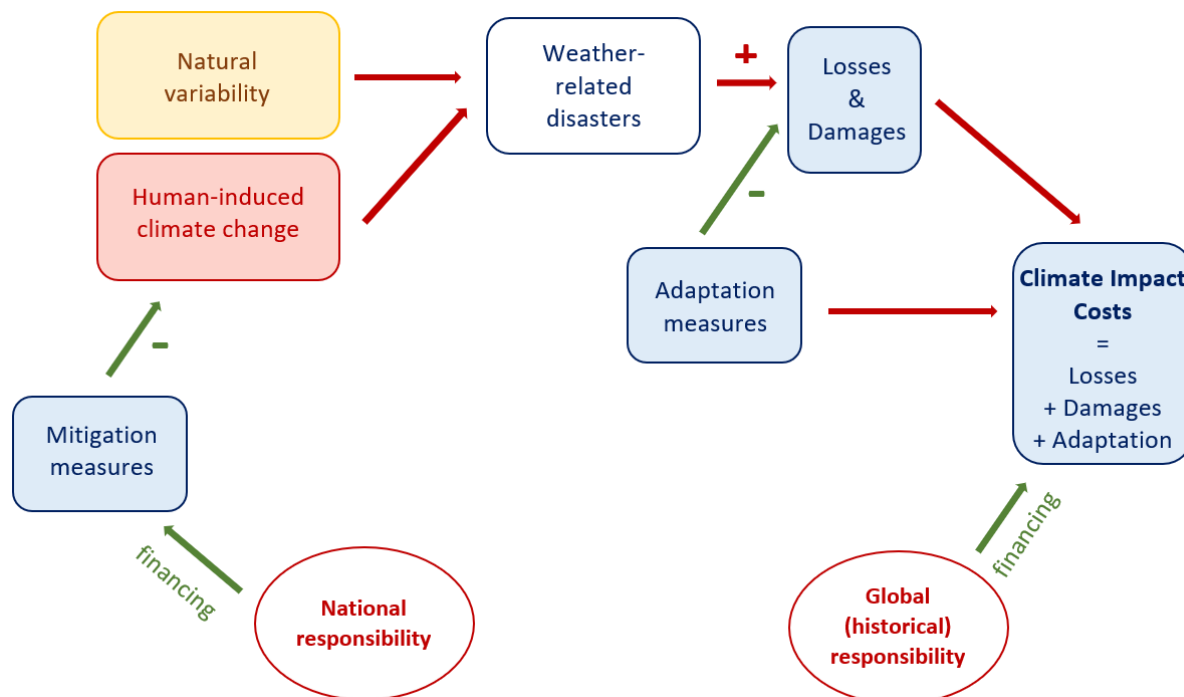 Natural
variability
Human-induced
climate change
Weather-
related
disasters
+
Losses
&
Damages
-
Adaptation
measures
Climate Impact
Costs
=
Losses
+ Damages
+ Adaptation
-
Mitigation
measures
financing
National
responsibility
Global
(historical)
responsibility
financing